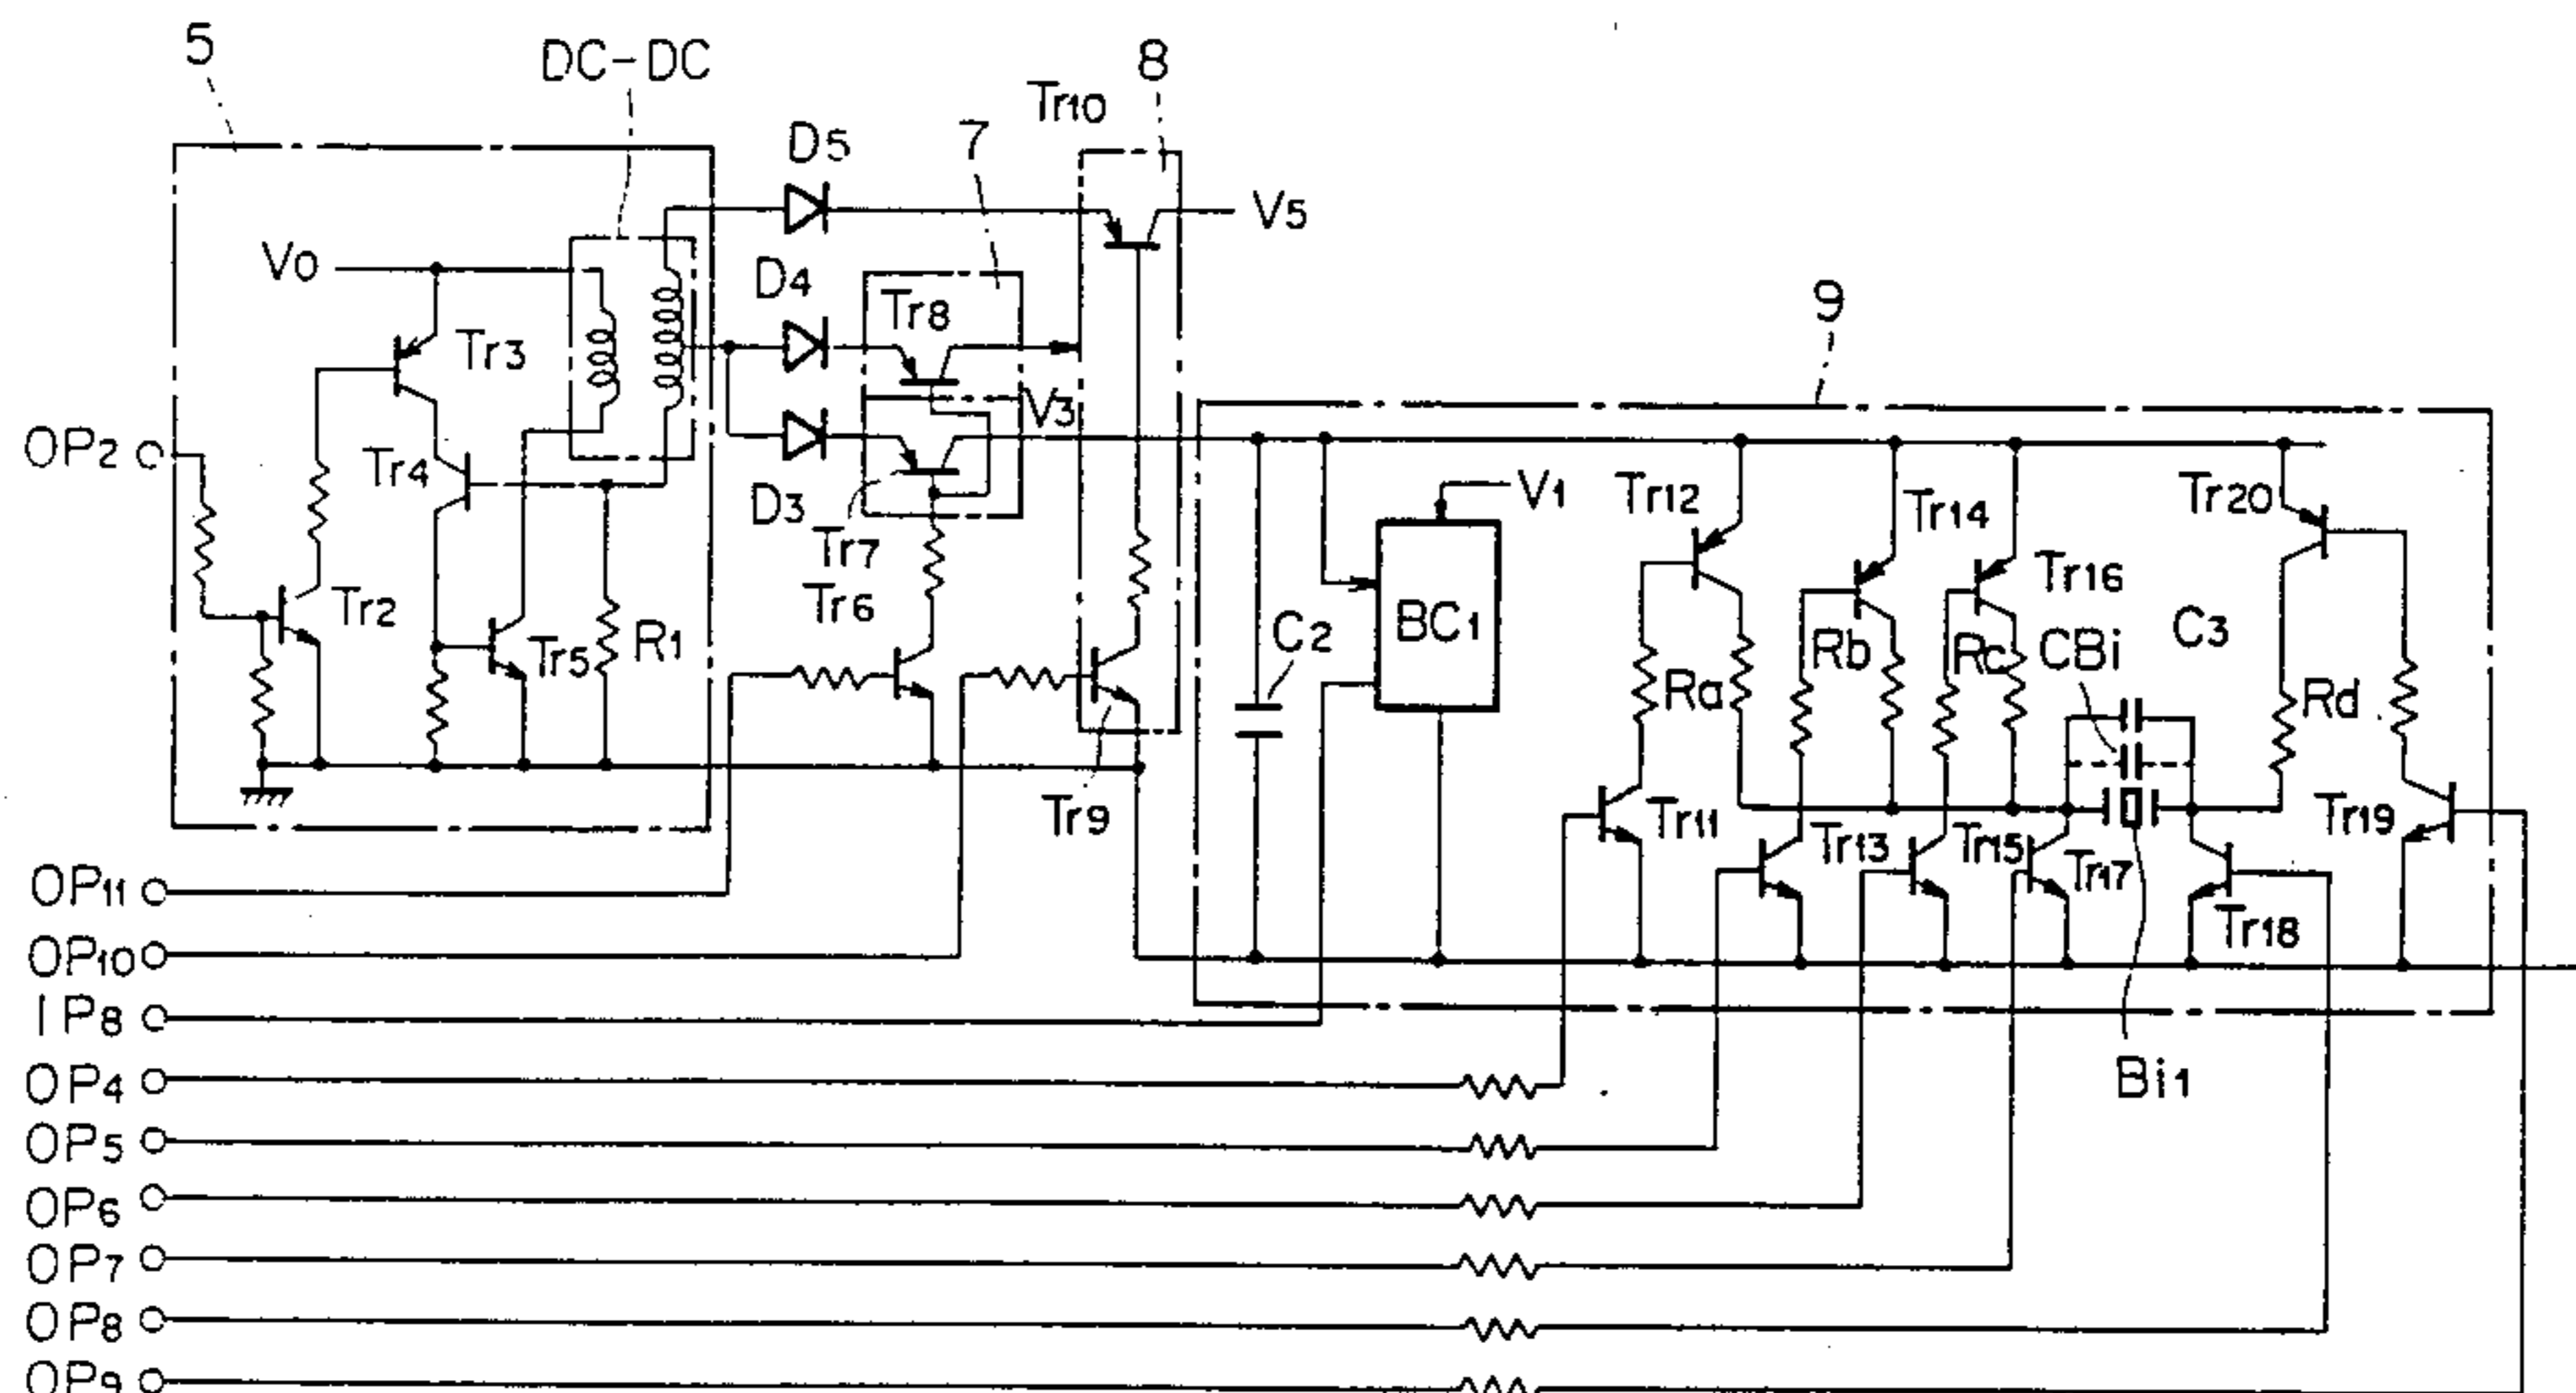 5
DC-DC
8
Tr10
D5
7
V5
V0
D4
Tr8
9
Tr3
V3
OP2
Tr4
V1
Tr12
Tr20
D3
Tr14
Tr7
Tr16
Tr6
BC1
C2
C3
Tr2
Tr5
R1
Rb
Rc
CBi
Ra
Rd
Tr9
Tr11
Tr13
Tr15
Tr17
Tr19
OP11
Tr18
OP10
IP8
OP4
Bi1
OP5
OP6
OP7
OP8
OP9